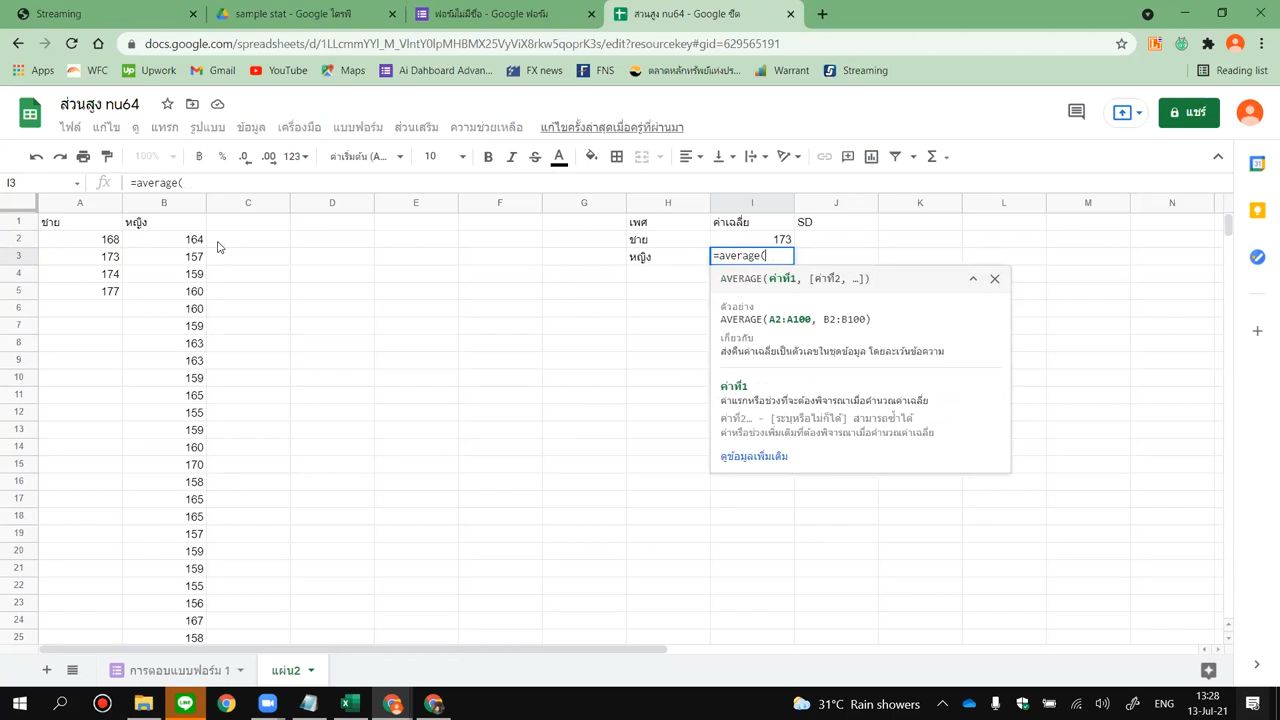 Streaming
sample stat - Google ไดรฟ์
ฟอร์มไม่มีชื่อ - Google ฟอร์ม
ส่วนสูง nu64 - Google ชีต
docs.google.com/spreadsheets/d/1LLcmmYYl_M_VlntY0lpMHBMX25VyiX8rkw5qoprK3s/edit?resourcekey#gid=629565191
Apps
WFC
Upwork
Gmail
YouTube
Maps
Ai Dahboard Advan...
FX news
FNS
ตลาดหลักทรัพย์แห่งปร...
Warrant
Streaming
Reading list
ส่วนสูง nu64
ไฟล์ แก้ไข ดู แทรก รูปแบบ ข้อมูล เครื่องมือ แบบฟอร์ม ส่วนเสริม ความช่วยเหลือ แก้ไขครั้งล่าสุดเมื่อครู่ที่ผ่านมา
แชร์
100% ฿ % .0 .00 123 ค่าเริ่มต้น (A... 10 B I S A
I3 fx =average(
A B C D E F G H I J K L M N
1 ชาย หญิง เพศ ค่าเฉลี่ย SD
2 168 164 ชาย 173
3 173 157 หญิง =average(
4 174 159
5 177 160
6 160
7 159
8 163
9 163
10 159
11 165
12 155
13 159
14 160
15 170
16 158
17 165
18 165
19 157
20 159
21 159
22 155
23 156
24 167
25 158
AVERAGE(ค่าที่1, [ค่าที่2, …])
ตัวอย่าง
AVERAGE(A2:A100, B2:B100)
เกี่ยวกับ
ส่งคืนค่าเฉลี่ยเป็นตัวเลขในชุดข้อมูล โดยละเว้นข้อความ
ค่าที่1
ค่าแรกหรือช่วงที่จะต้องพิจารณาเมื่อคำนวณค่าเฉลี่ย
ค่าที่2… - [ระบุหรือไม่ก็ได้] สามารถซ้ำได้
ค่าหรือช่วงเพิ่มเติมที่ต้องพิจารณาเมื่อคำนวณค่าเฉลี่ย
ดูข้อมูลเพิ่มเติม
การตอบแบบฟอร์ม 1
แผ่น2
31°C Rain showers
ENG
13:28
13-Jul-21